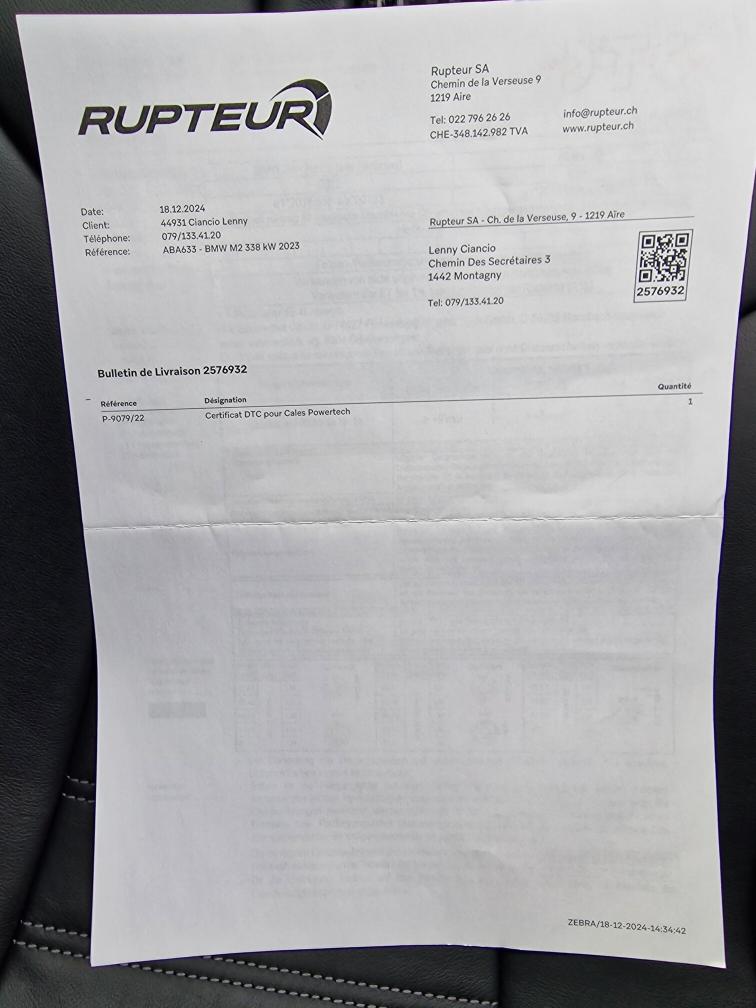 RUPTEUR
Rupteur SA
Chemin de la Verseuse 9
1219 Aire
Tel: 022 796 26 26 info@rupteur.ch
CHE-348.142.982 TVA www.rupteur.ch
Date: 18.12.2024
Client: 44931 Ciancio Lenny
Téléphone: 079/133.41.20
Référence: ABA633 - BMW M2 338 kW 2023
Rupteur SA - Ch. de la Verseuse, 9 - 1219 Aïre
Lenny Ciancio
Chemin Des Secrétaires 3
1442 Montagny
Tel: 079/133.41.20
2576932
Bulletin de Livraison 2576932
Référence Désignation Quantité
P-9079/22 Certificat DTC pour Cales Powertech 1
ZEBRA/18-12-2024-14:34:42